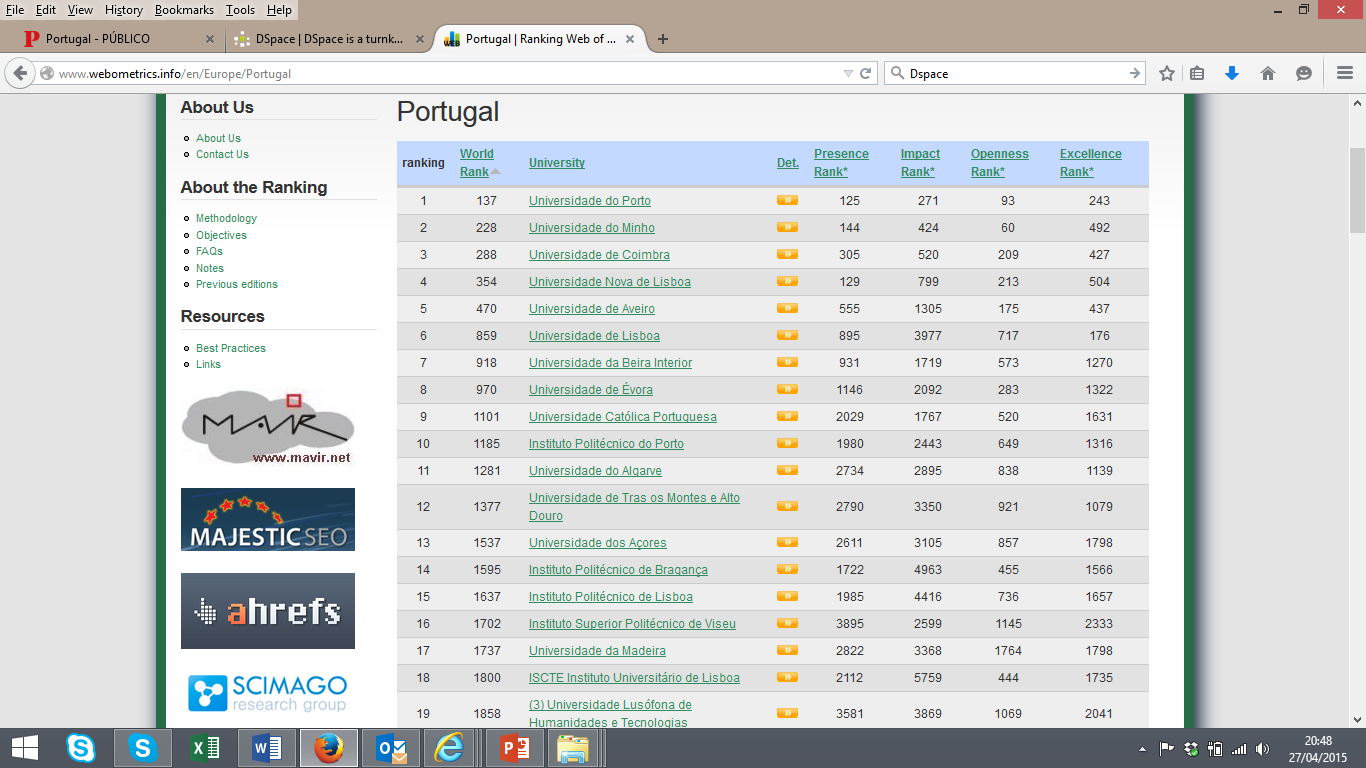 File Edit View History Bookmarks Tools Help
Portugal - PÚBLICO
DSpace | DSpace is a turnk...
Portugal | Ranking Web of ...
www.webometrics.info/en/Europe/Portugal
Dspace
About Us
About Us
Contact Us
About the Ranking
Methodology
Objectives
FAQs
Notes
Previous editions
Resources
Best Practices
Links
MAVIR
www.mavir.net
MAJESTIC SEO
ahrefs
SCIMAGO
research group
Portugal
ranking World Rank University Det. Presence Rank* Impact Rank* Openness Rank* Excellence Rank*
1 137 Universidade do Porto 125 271 93 243
2 228 Universidade do Minho 144 424 60 492
3 288 Universidade de Coimbra 305 520 209 427
4 354 Universidade Nova de Lisboa 129 799 213 504
5 470 Universidade de Aveiro 555 1305 175 437
6 859 Universidade de Lisboa 895 3977 717 176
7 918 Universidade da Beira Interior 931 1719 573 1270
8 970 Universidade de Évora 1146 2092 283 1322
9 1101 Universidade Católica Portuguesa 2029 1767 520 1631
10 1185 Instituto Politécnico do Porto 1980 2443 649 1316
11 1281 Universidade do Algarve 2734 2895 838 1139
12 1377 Universidade de Tras os Montes e Alto Douro 2790 3350 921 1079
13 1537 Universidade dos Açores 2611 3105 857 1798
14 1595 Instituto Politécnico de Bragança 1722 4963 455 1566
15 1637 Instituto Politécnico de Lisboa 1985 4416 736 1657
16 1702 Instituto Superior Politécnico de Viseu 3895 2599 1145 2333
17 1737 Universidade da Madeira 2822 3368 1764 1798
18 1800 ISCTE Instituto Universitário de Lisboa 2112 5759 444 1735
19 1858 (3) Universidade Lusófona de Humanidades e Tecnologias 3581 3869 1069 2041
20:48
27/04/2015